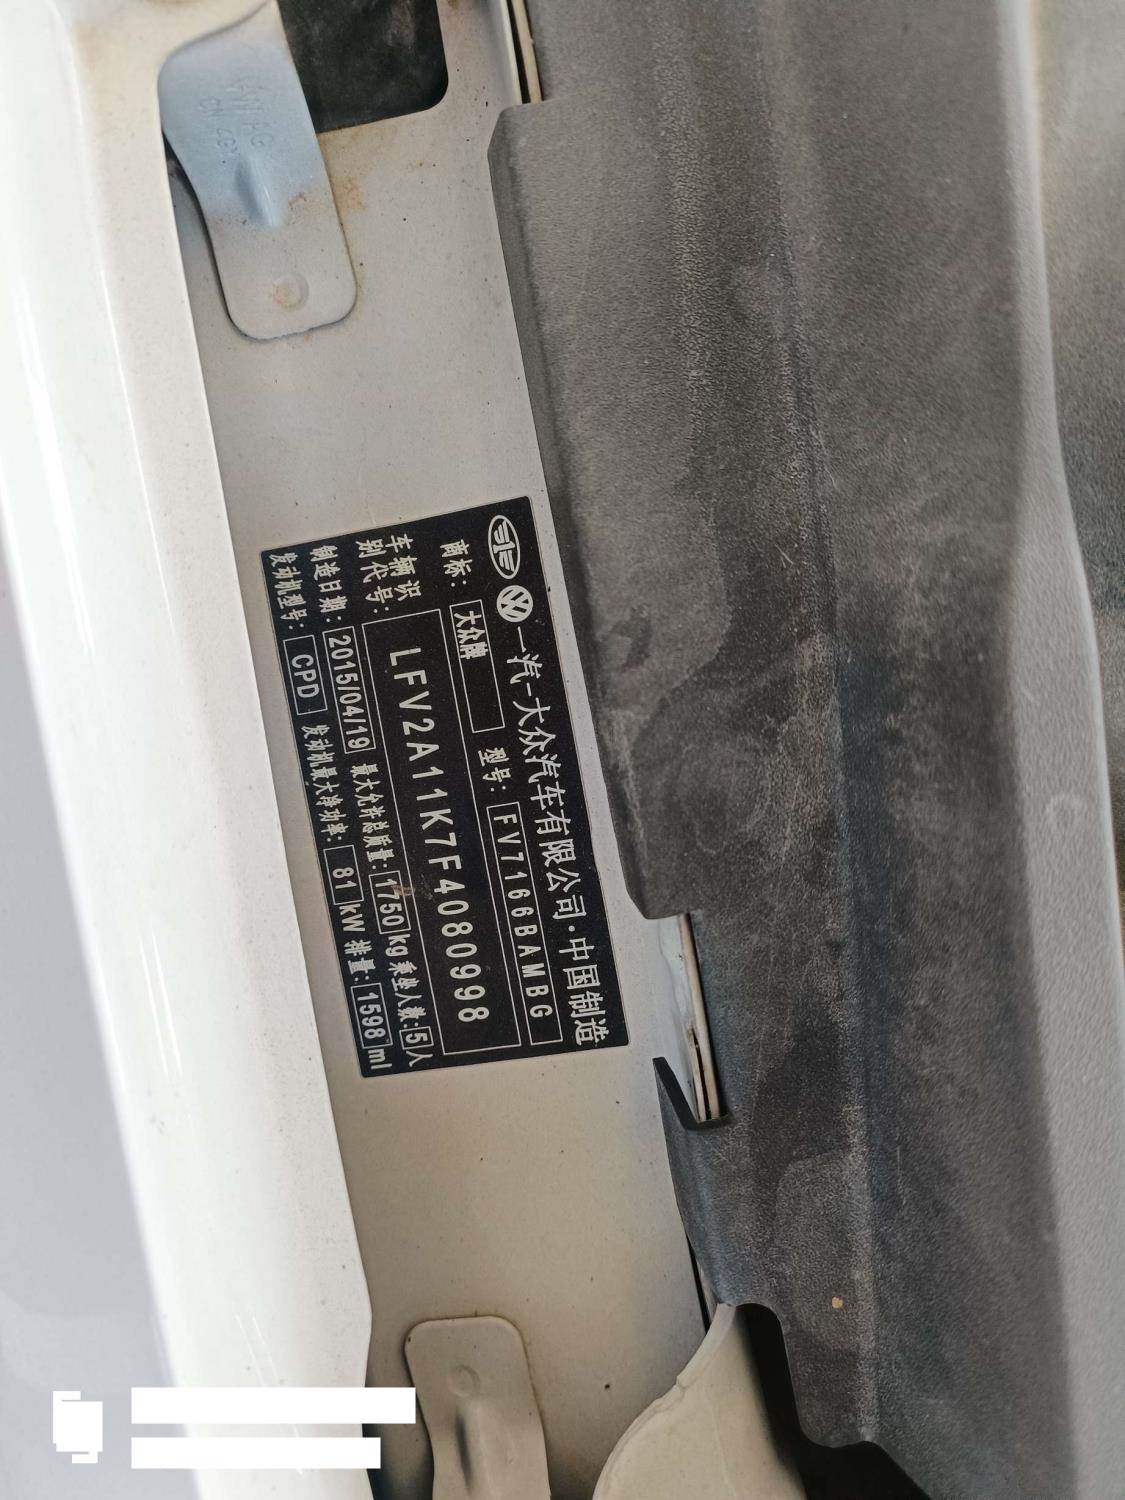 一汽-大众汽车有限公司·中国制造
商标: 大众牌 型号: FV7166BAMBG
车辆识别代号: LFV2A11K7F4080998
制造日期: 2015/04/19 最大允许总质量: 1750 kg 乘坐人数: 5 人
发动机型号: CPD 发动机最大净功率: 81 kW 排量: 1598 ml